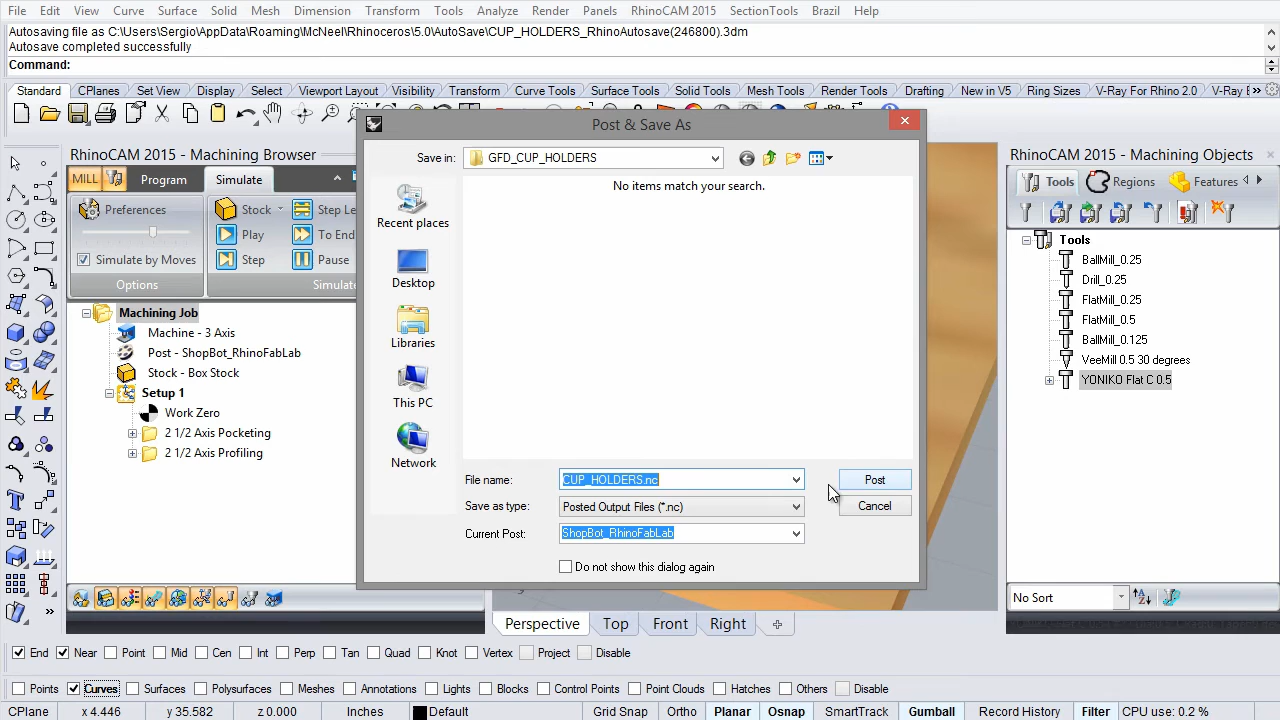 File Edit View Curve Surface Solid Mesh Dimension Transform Tools Analyze Render Panels RhinoCAM 2015 SectionTools Brazil Help
Autosaving file as C:\Users\Sergio\AppData\Roaming\McNeel\Rhinoceros\5.0\AutoSave\CUP_HOLDERS_RhinoAutosave(246800).3dm
Autosave completed successfully
Command:
Standard CPlanes Set View Display Select Viewport Layout Visibility Transform Curve Tools Surface Tools Solid Tools Mesh Tools Render Tools Drafting New in V5 Ring Sizes V-Ray For Rhino 2.0 V-Ray
RhinoCAM 2015 - Machining Browser
MILL Program Simulate
Preferences
Simulate by Moves
Options
Stock
Play
Step
Step Le
To End
Pause
Simulate
Machining Job
Machine - 3 Axis
Post - ShopBot_RhinoFabLab
Stock - Box Stock
Setup 1
Work Zero
2 1/2 Axis Pocketing
2 1/2 Axis Profiling
Post & Save As
Save in: GFD_CUP_HOLDERS
No items match your search.
Recent places
Desktop
Libraries
This PC
Network
File name: CUP_HOLDERS.nc Post
Save as type: Posted Output Files (*.nc) Cancel
Current Post: ShopBot_RhinoFabLab
Do not show this dialog again
RhinoCAM 2015 - Machining Objects:
Tools Regions Features
Tools
BallMill_0.25
Drill_0.25
FlatMill_0.25
FlatMill_0.5
BallMill_0.125
VeeMill 0.5 30 degrees
YONIKO Flat C 0.5
No Sort
Perspective Top Front Right
End Near Point Mid Cen Int Perp Tan Quad Knot Vertex Project Disable
Points Curves Surfaces Polysurfaces Meshes Annotations Lights Blocks Control Points Point Clouds Hatches Others Disable
CPlane x 4.446 y 35.582 z 0.000 Inches Default Grid Snap Ortho Planar Osnap SmartTrack Gumball Record History Filter CPU use: 0.2 %